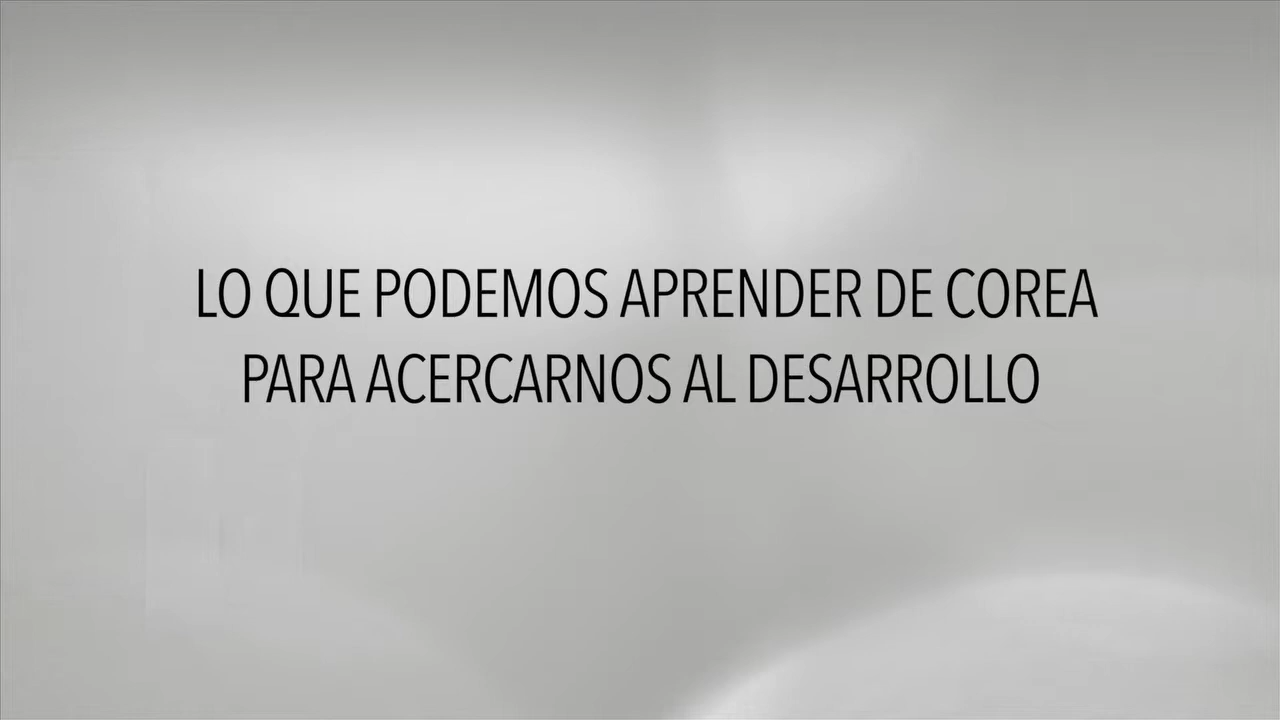 LO QUE PODEMOS APRENDER DE COREA
PARA ACERCARNOS AL DESARROLLO